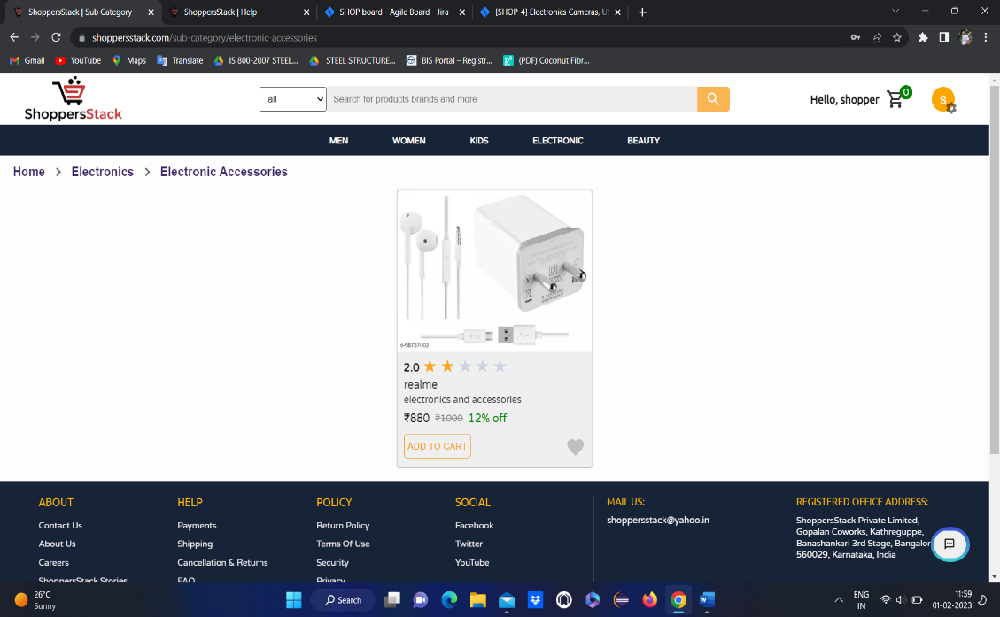 ShoppersStack | Sub Category
ShoppersStack | Help
SHOP board - Agile Board - Jira
[SHOP-4] Electronics Cameras, U
shoppersstack.com/sub-category/electronic-accessories
Gmail
YouTube
Maps
Translate
IS 800-2007 STEEL...
STEEL STRUCTURE...
BIS Portal – Registr...
(PDF) Coconut Fibr...
ShoppersStack
all
Search for products brands and more
Hello, shopper
0
S
MEN
WOMEN
KIDS
ELECTRONIC
BEAUTY
Home > Electronics > Electronic Accessories
s-98737002
2.0
realme
electronics and accessories
₹880 ₹1000 12% off
ADD TO CART
ABOUT
Contact Us
About Us
Careers
ShoppersStack Stories
HELP
Payments
Shipping
Cancellation & Returns
FAQ
POLICY
Return Policy
Terms Of Use
Security
Privacy
SOCIAL
Facebook
Twitter
YouTube
MAIL US:
shoppersstack@yahoo.in
REGISTERED OFFICE ADDRESS:
ShoppersStack Private Limited,
Gopalan Coworks, Kathreguppe,
Banashankari 3rd Stage, Bangalor
560029, Karnataka, India
26°C
Sunny
Search
ENG
IN
11:59
01-02-2023